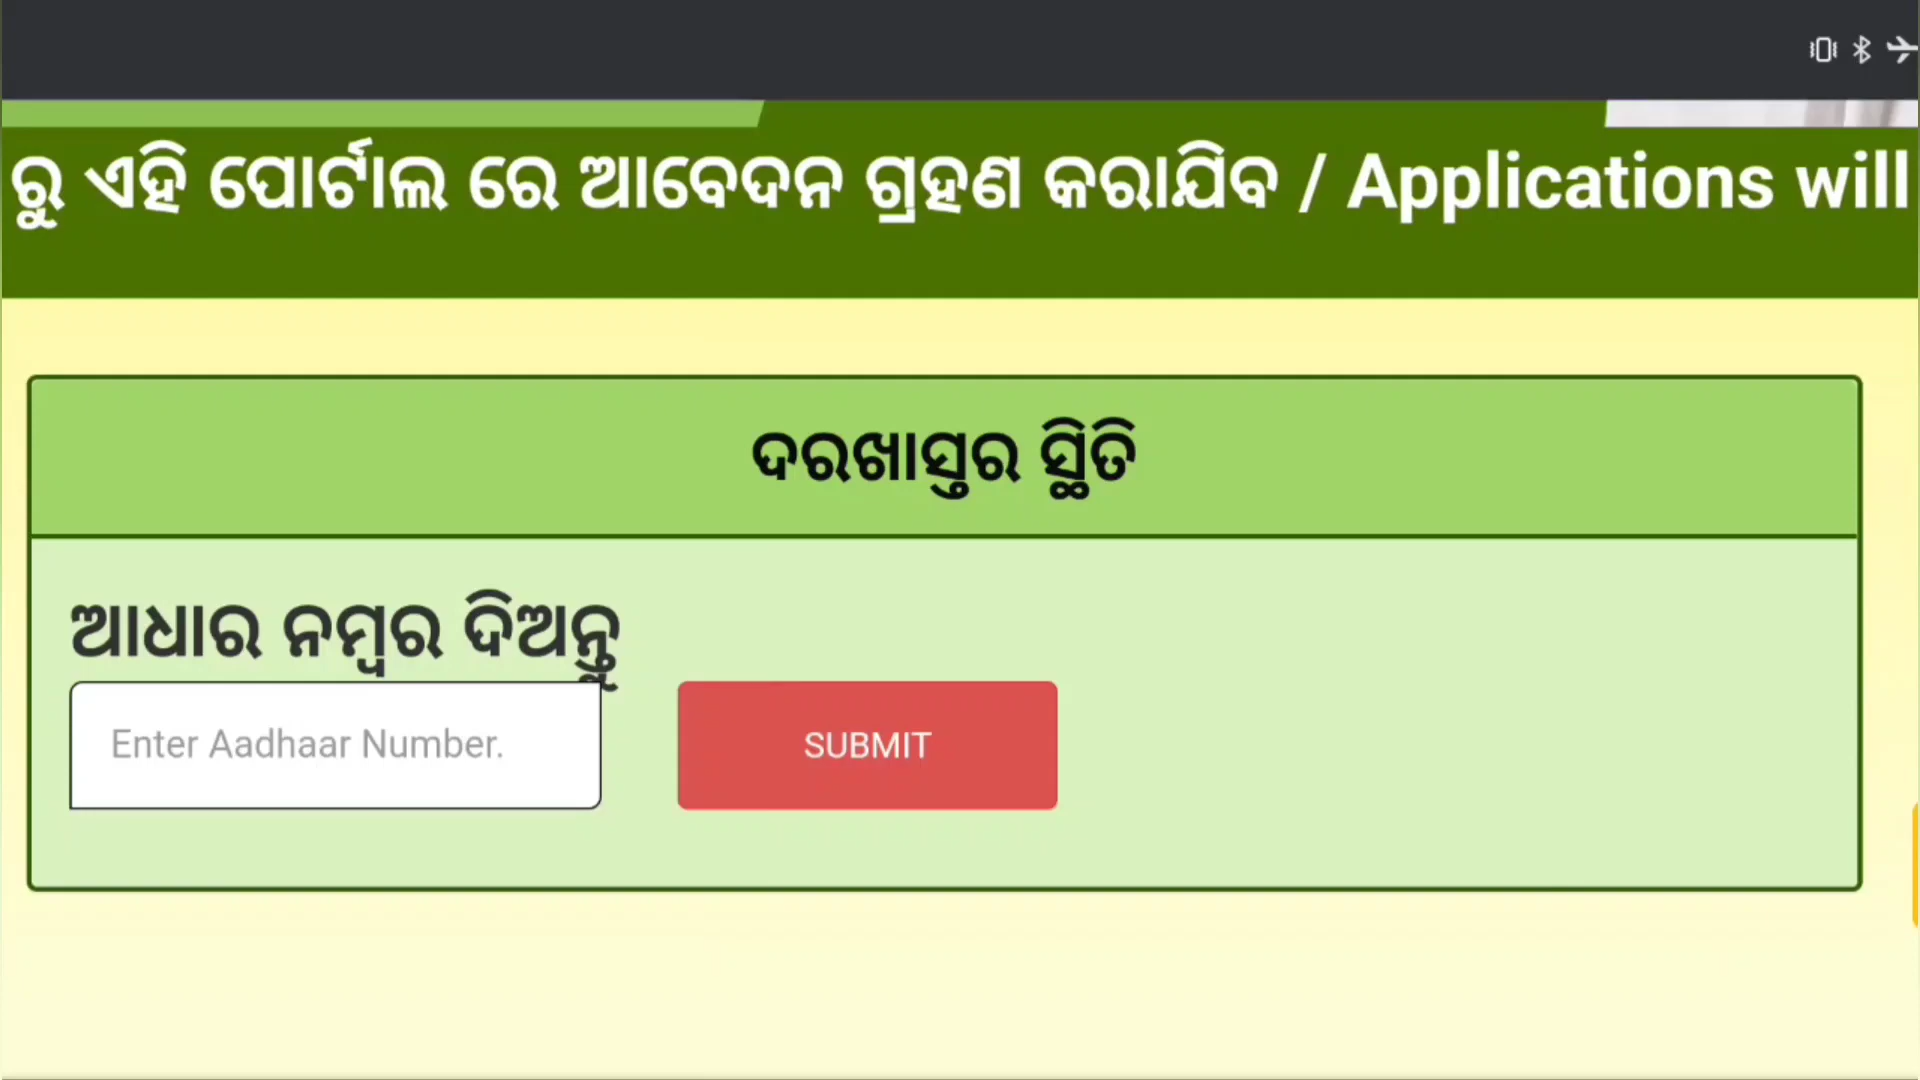 ରୁ ଏହି ପୋର୍ଟାଲ ରେ ଆବେଦନ ଗ୍ରହଣ କରାଯିବ / Applications will
ଦରଖାସ୍ତର ସ୍ଥିତି
ଆଧାର ନମ୍ବର ଦିଅନ୍ତୁ
Enter Aadhaar Number.
SUBMIT